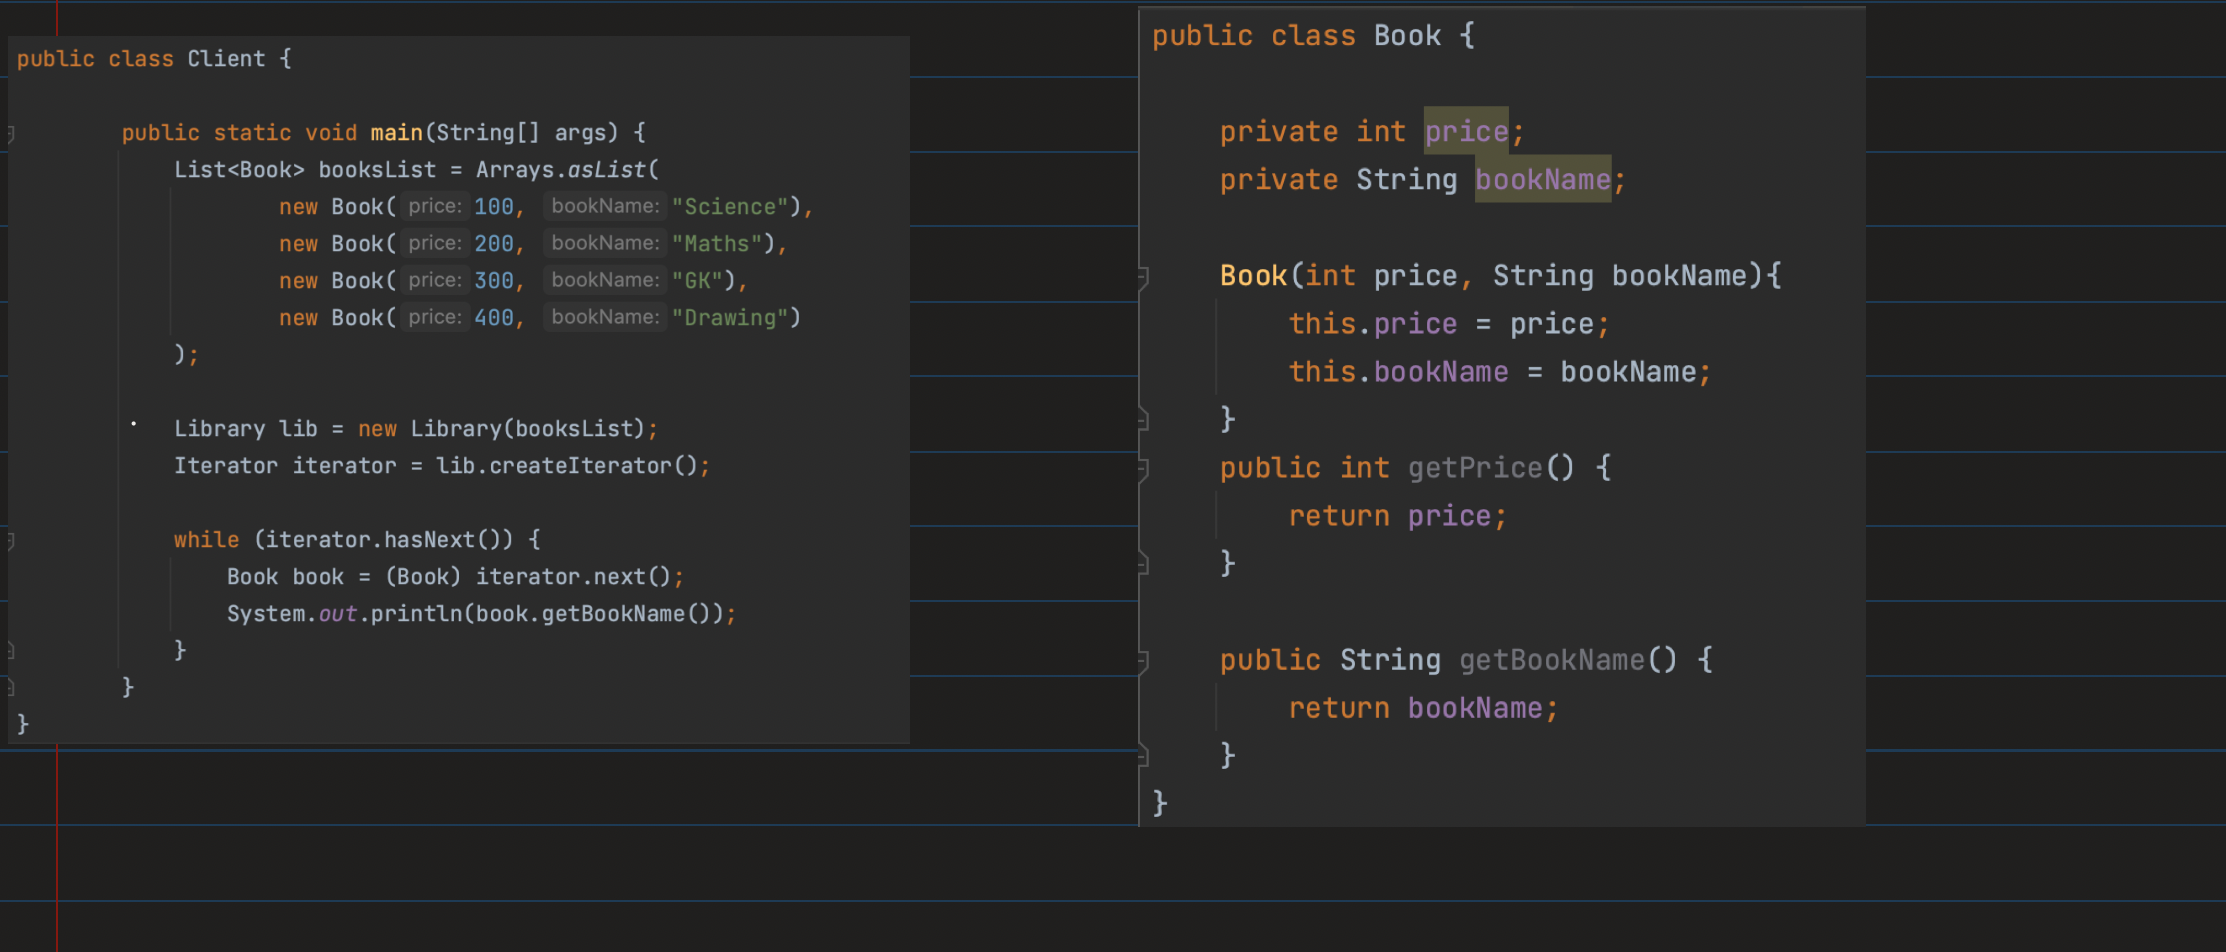 public class Client {
public static void main(String[] args) {
List<Book> booksList = Arrays.asList(
new Book( price: 100, bookName: "Science"),
new Book( price: 200, bookName: "Maths"),
new Book( price: 300, bookName: "GK"),
new Book( price: 400, bookName: "Drawing")
);
Library lib = new Library(booksList);
Iterator iterator = lib.createIterator();
while (iterator.hasNext()) {
Book book = (Book) iterator.next();
System.out.println(book.getBookName());
}
}
}
public class Book {
private int price;
private String bookName;
Book(int price, String bookName){
this.price = price;
this.bookName = bookName;
}
public int getPrice() {
return price;
}
public String getBookName() {
return bookName;
}
}